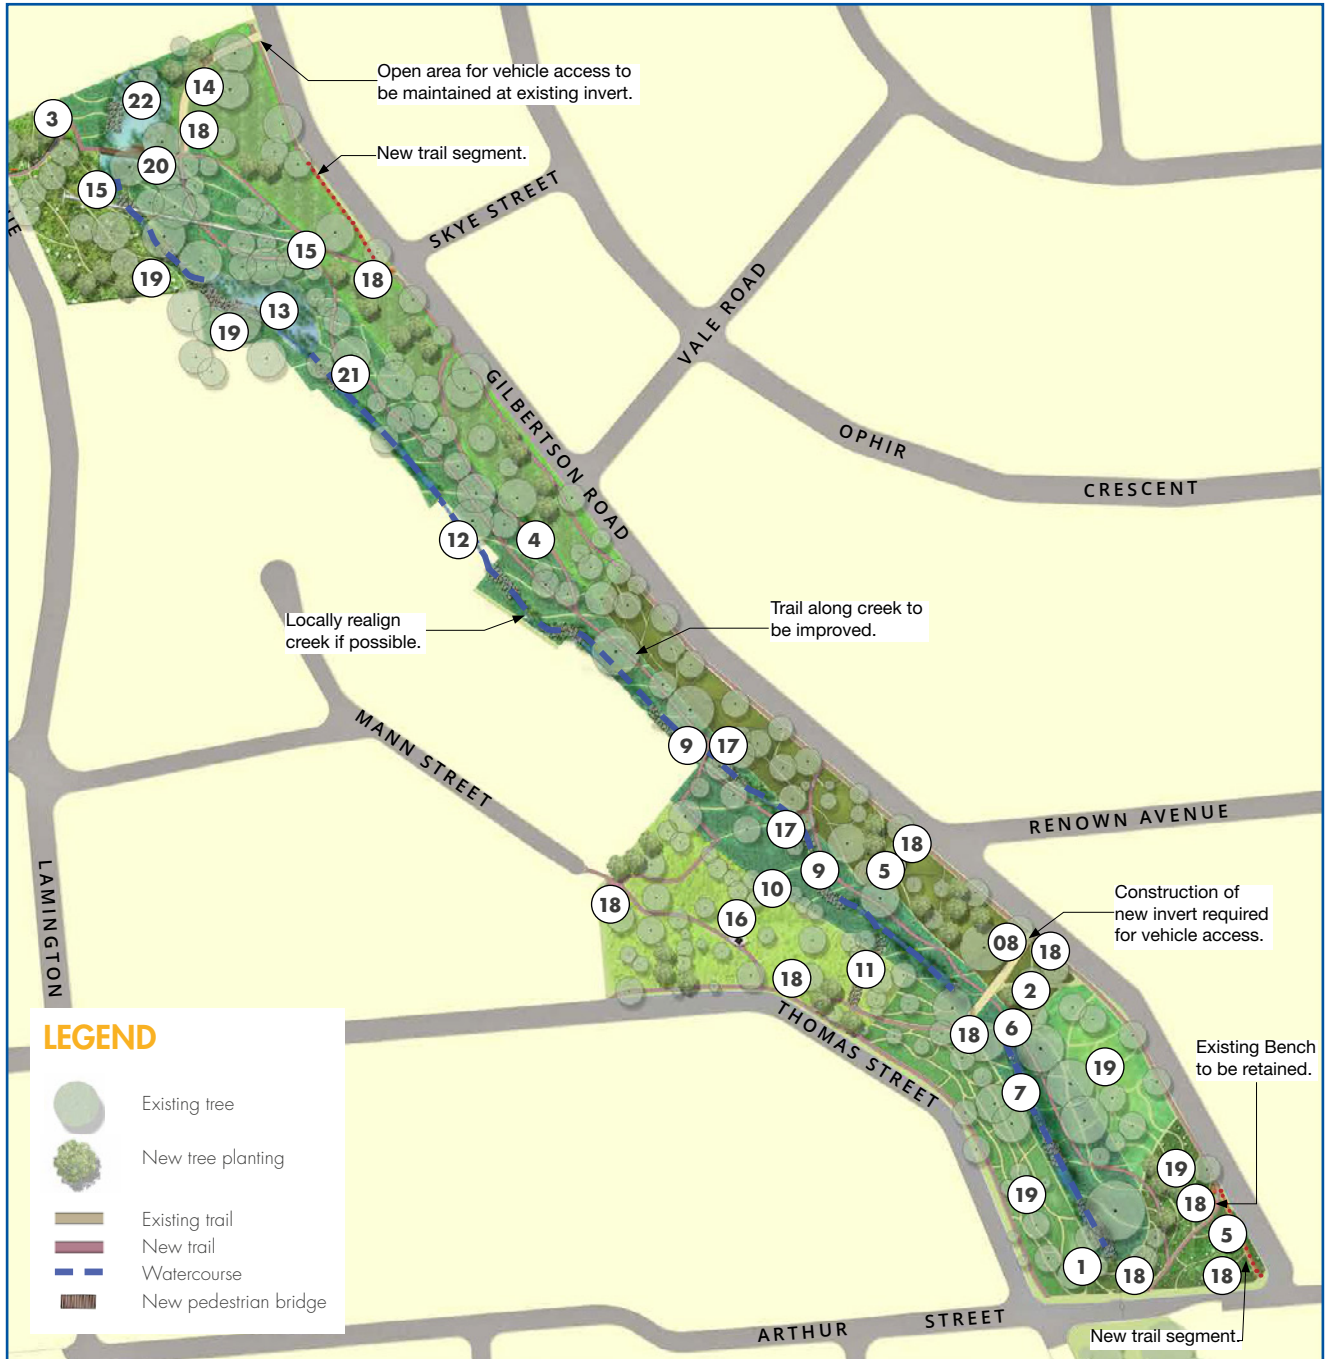 Open area for vehicle access to
be maintained at existing invert.
New trail segment.
14
22
3
18
20
15
15
18
19
13
19
21
SKYE STREET
VALE ROAD
GILBERTSON ROAD
OPHIR
CRESCENT
12
4
Locally realign
creek if possible.
Trail along creek to
be improved.
MANN STREET
9
17
17
18
9
5
10
18
16
RENOWN AVENUE
Construction of
new invert required
for vehicle access.
08
18
11
18
2
18
6
THOMAS STREET
LAMINGTON
Existing Bench
to be retained.
19
7
19
19
18
5
1
18
18
New trail segment.
ARTHUR STREET
LEGEND
Existing tree
New tree planting
Existing trail
New trail
Watercourse
New pedestrian bridge